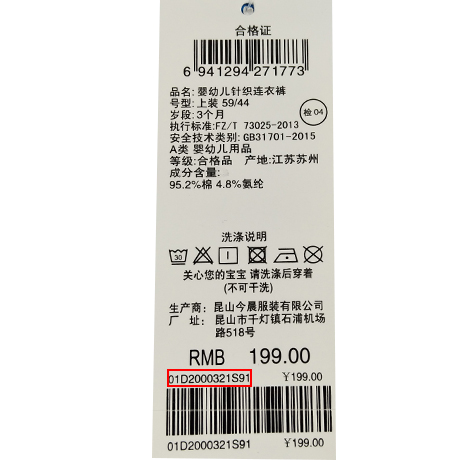 合格证
6 941294 271773
品名: 婴幼儿针织连衣裤
号型: 上装 59/44
岁段: 3个月
检 04
执行标准: FZ/T 73025-2013
安全技术类别: GB31701-2015
A类 婴幼儿用品
等级: 合格品 产地: 江苏苏州
成分含量:
95.2%棉 4.8%氨纶
洗涤说明
30
关心您的宝宝 请洗涤后穿着
(不可干洗)
生产商: 昆山今晨服装有限公司
厂 址: 昆山市千灯镇石浦机场
路518号
RMB 199.00
01D2000321S91 ¥199.00
01D2000321S91 ¥199.00